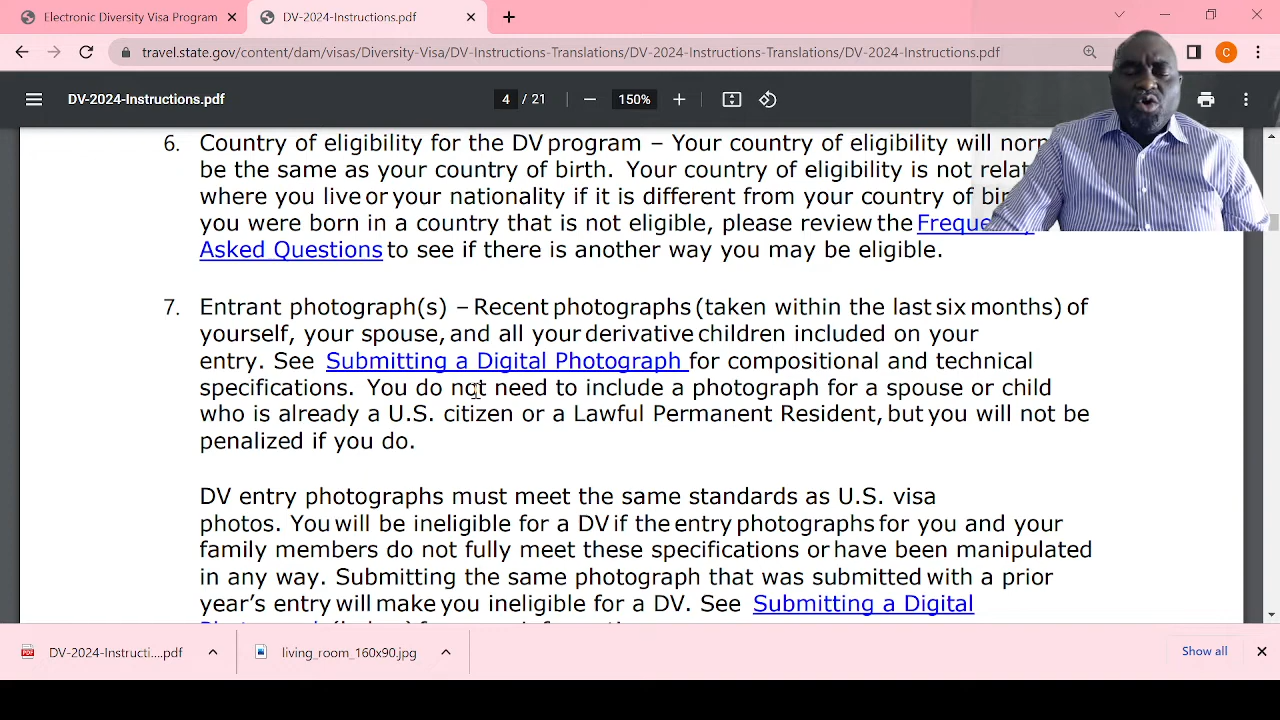 Electronic Diversity Visa Program
DV-2024-Instructions.pdf
travel.state.gov/content/dam/visas/Diversity-Visa/DV-Instructions-Translations/DV-2024-Instructions-Translations/DV-2024-Instructions.pdf
C
DV-2024-Instructions.pdf
4 / 21
150%
6. Country of eligibility for the DV program – Your country of eligibility will
be the same as your country of birth. Your country of eligibility is not
where you live or your nationality if it is different from your country of
you were born in a country that is not eligible, please review the
Asked Questions to see if there is another way you may be eligible.
7. Entrant photograph(s) – Recent photographs (taken within the last six months) of
yourself, your spouse, and all your derivative children included on your
entry. See Submitting a Digital Photograph for compositional and technical
specifications. You do not need to include a photograph for a spouse or child
who is already a U.S. citizen or a Lawful Permanent Resident, but you will not be
penalized if you do.
DV entry photographs must meet the same standards as U.S. visa
photos. You will be ineligible for a DV if the entry photographs for you and your
family members do not fully meet these specifications or have been manipulated
in any way. Submitting the same photograph that was submitted with a prior
year's entry will make you ineligible for a DV. See Submitting a Digital
DV-2024-Instructi....pdf
living_room_160x90.jpg
Show all